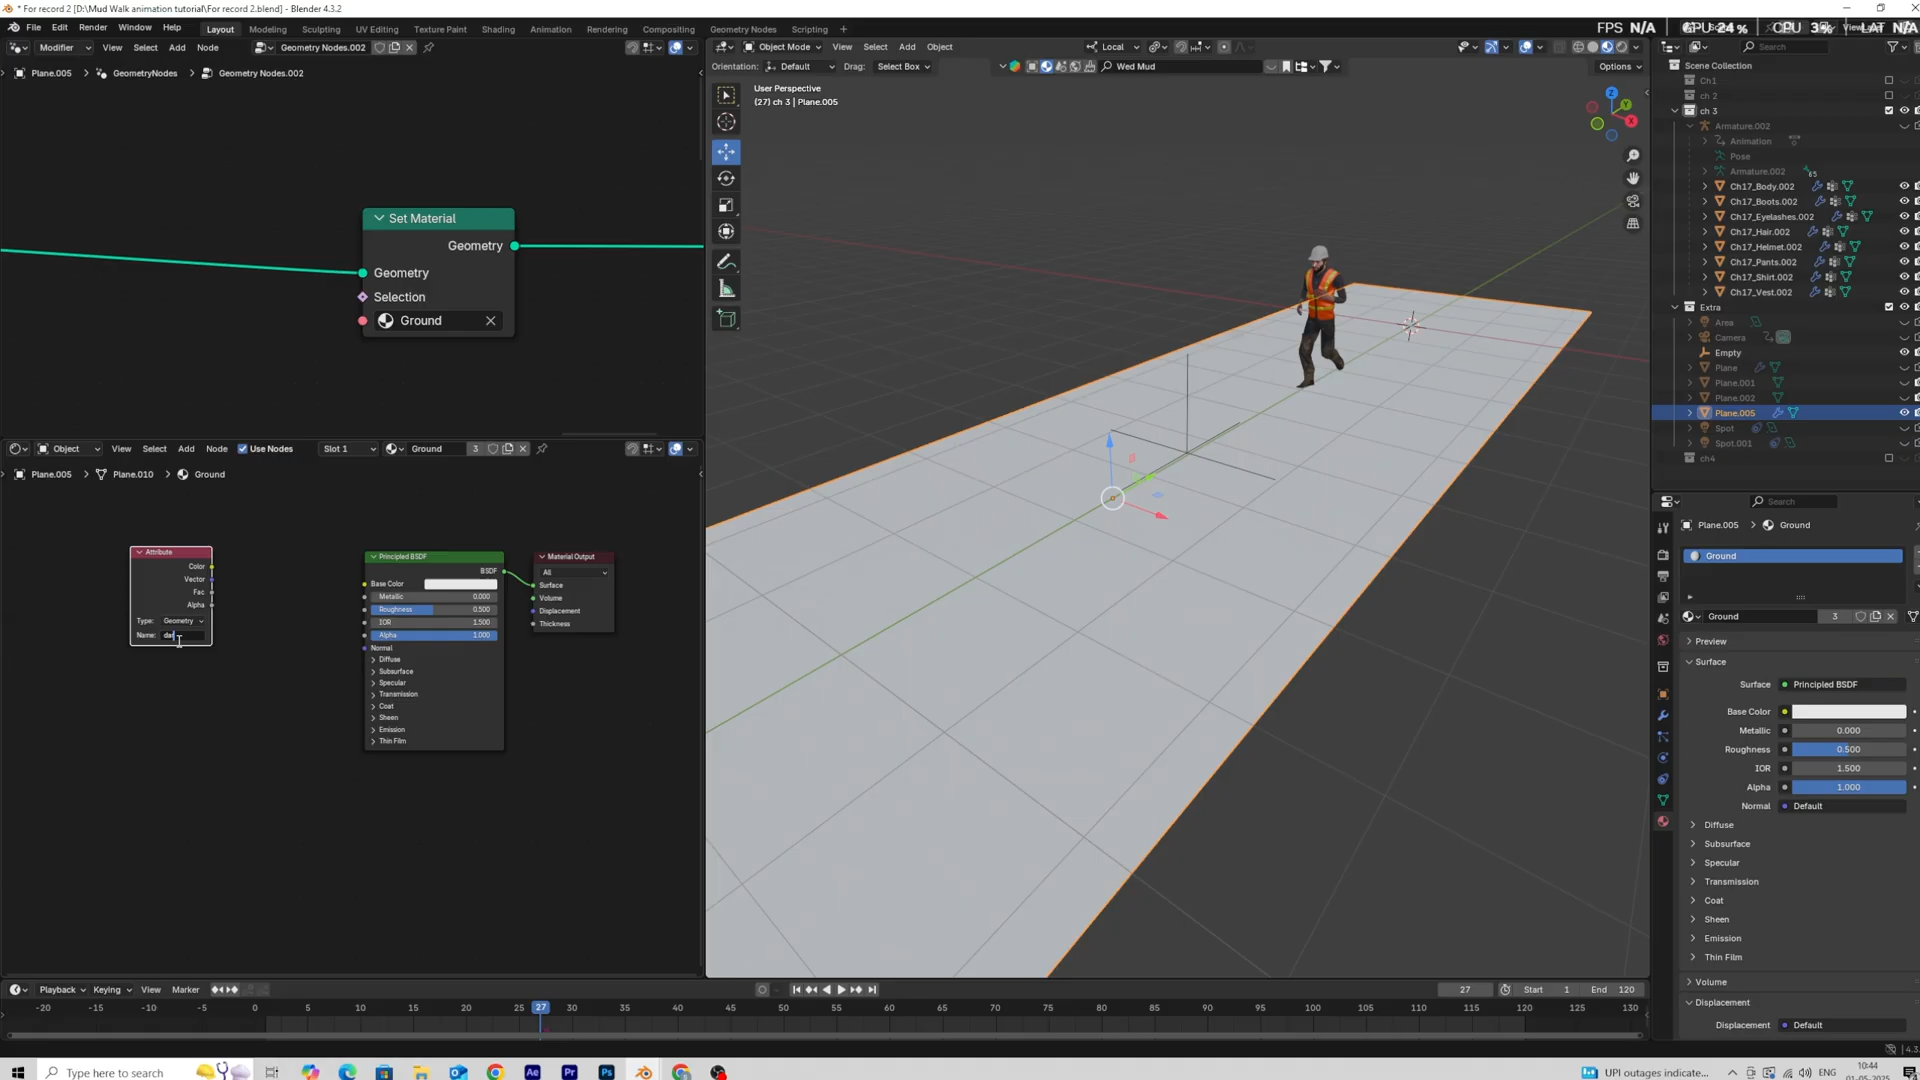 * For record 2 [D:\Mud Walk animation tutorial\For record 2.blend] - Blender 4.3.2
File Edit Render Window Help Layout Modeling Sculpting UV Editing Texture Paint Shading Animation Rendering Compositing Geometry Nodes Scripting +
FPS N/A GPU 24% CPU 3% LAT N/A
Modifier View Select Add Node Geometry Nodes.002
Object Mode View Select Add Object Local
Search
Plane.005 > GeometryNodes > Geometry Nodes.002
Orientation: Default Drag: Select Box Wed Mud Options
User Perspective
(27) ch 3 | Plane.005
Z
Y
X
Set Material
Geometry
Geometry
Selection
Ground
Scene Collection
Ch1
ch 2
ch 3
Armature.002
Animation
Pose
Armature.002
65
Ch17_Body.002
Ch17_Boots.002
Ch17_Eyelashes.002
Ch17_Hair.002
Ch17_Helmet.002
Ch17_Pants.002
Ch17_Shirt.002
Ch17_Vest.002
Extra
Area
Camera
Empty
Plane
Plane.001
Plane.002
Plane.005
Spot
Spot.001
ch4
Object View Select Add Node Use Nodes Slot 1 Ground 3
Plane.005 > Plane.010 > Ground
Attribute
Color
Vector
Fac
Alpha
Type: Geometry
Name:
Principled BSDF
BSDF
Base Color
Metallic 0.000
Roughness 0.500
IOR 1.500
Alpha 1.000
Normal
Diffuse
Subsurface
Specular
Transmission
Coat
Sheen
Emission
Thin Film
Material Output
All
Surface
Volume
Displacement
Thickness
Search
Plane.005 > Ground
Ground
Ground 3
Preview
Surface
Surface Principled BSDF
Base Color
Metallic 0.000
Roughness 0.500
IOR 1.500
Alpha 1.000
Normal Default
Diffuse
Subsurface
Specular
Transmission
Coat
Sheen
Emission
Thin Film
Volume
Displacement
Displacement Default
Playback Keying View Marker 27 Start 1 End 120
-20 -15 -10 -5 0 5 10 15 20 25 27 30 35 40 45 50 55 60 65 70 75 80 85 90 95 100 105 110 115 120 125 130
4.3.
Type here to search
Ae Pr Ps
UPI outages indicate... ENG 10:44
01-05-2025